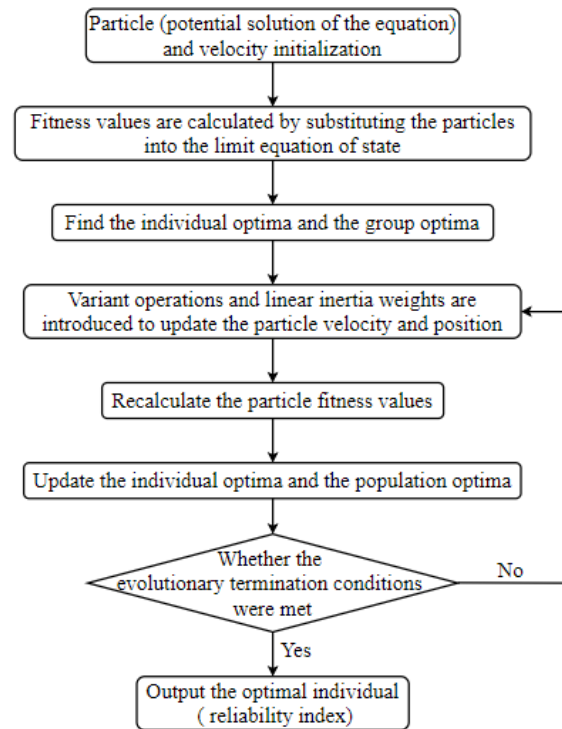 Particle (potential solution of the equation)
and velocity initialization
Fitness values are calculated by substituting the particles
into the limit equation of state
Find the individual optima and the group optima
Variant operations and linear inertia weights are
introduced to update the particle velocity and position
Recalculate the particle fitness values
Update the individual optima and the population optima
Whether the
evolutionary termination conditions
were met
No
Yes
Output the optimal individual
( reliability index)